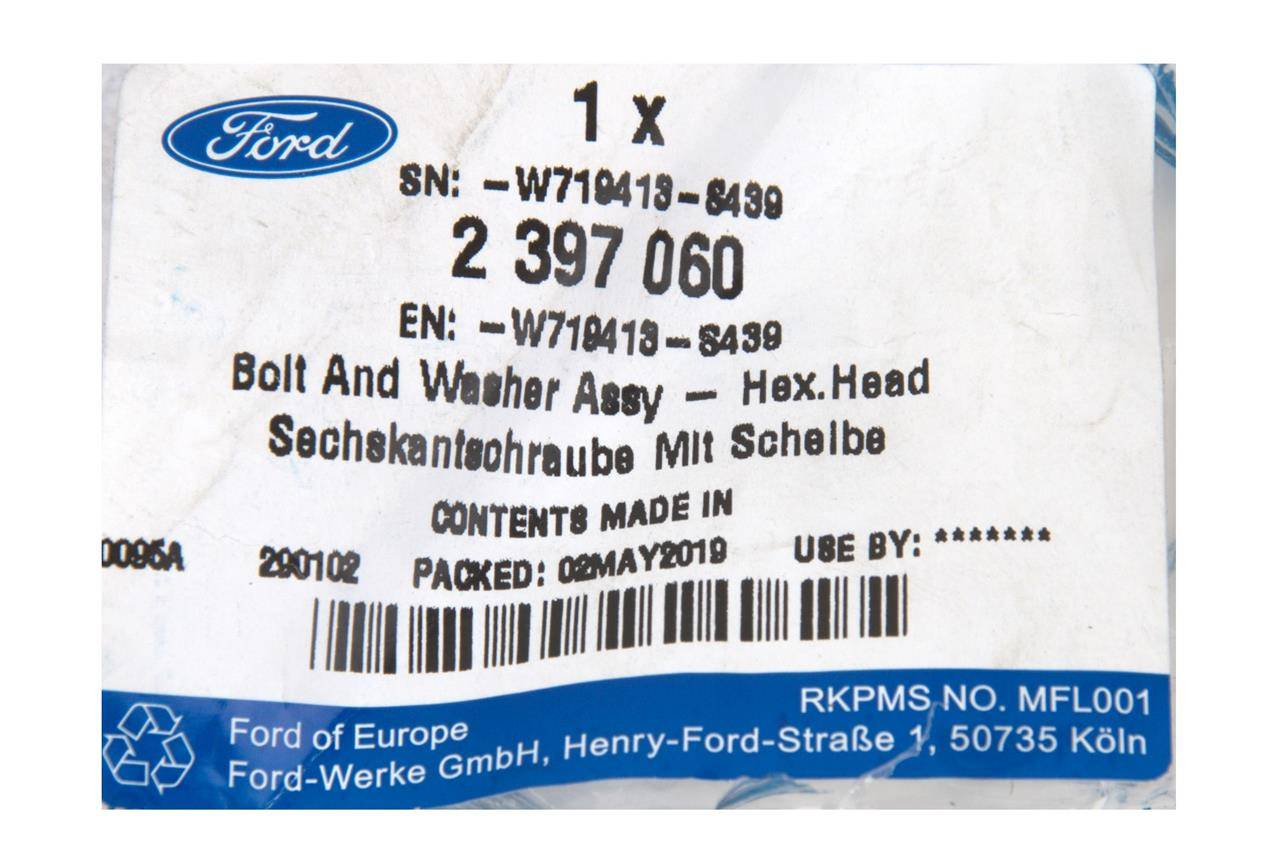 Ford
1 x
SN: -W719413-S439
2 397 060
EN: -W719413-S439
Bolt And Washer Assy - Hex.Head
Sechskantschraube Mit Scheibe
CONTENTS MADE IN
0095A 290102 PACKED: 02MAY2019 USE BY: *******
RKPMS NO. MFL001
Ford of Europe
Ford-Werke GmbH, Henry-Ford-Straße 1, 50735 Köln